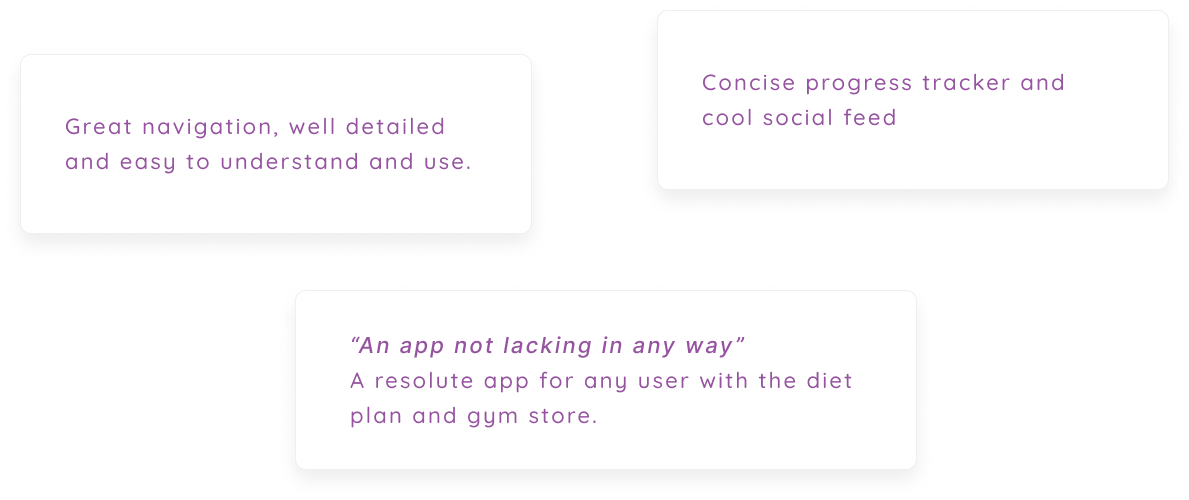 Great navigation, well detailed
and easy to understand and use.
Concise progress tracker and
cool social feed
“An app not lacking in any way”
A resolute app for any user with the diet
plan and gym store.